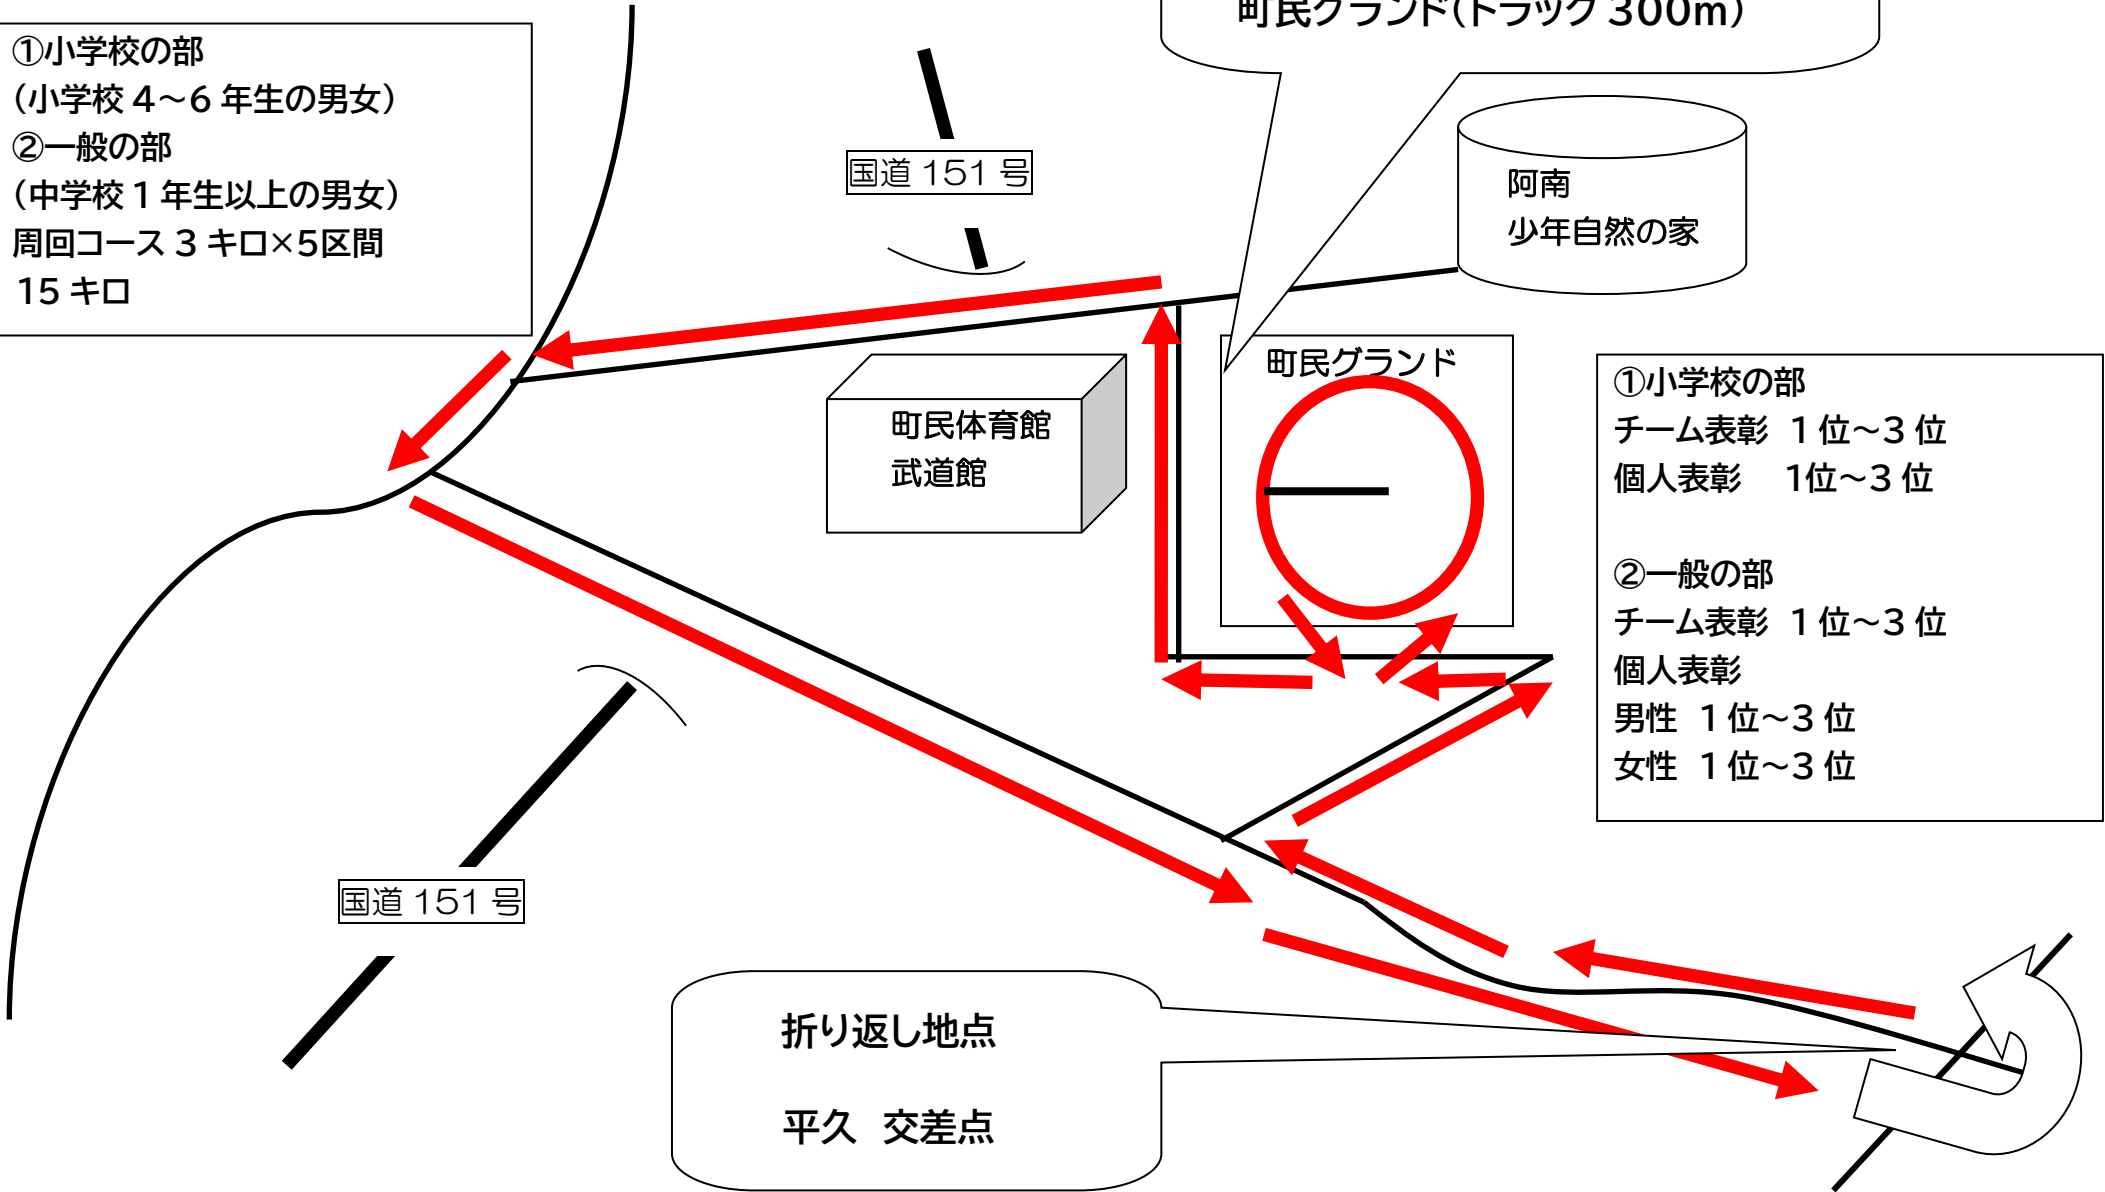 町民グランド(トラック 300m)
①小学校の部
(小学校 4～6 年生の男女)
②一般の部
(中学校 1 年生以上の男女)
周回コース 3 キロ×5区間
15 キロ
国道 151 号
阿南
少年自然の家
町民グランド
町民体育館
武道館
①小学校の部
チーム表彰 1 位～3 位
個人表彰 1位～3 位
②一般の部
チーム表彰 1 位～3 位
個人表彰
男性 1 位～3 位
女性 1 位～3 位
国道 151 号
折り返し地点
平久 交差点